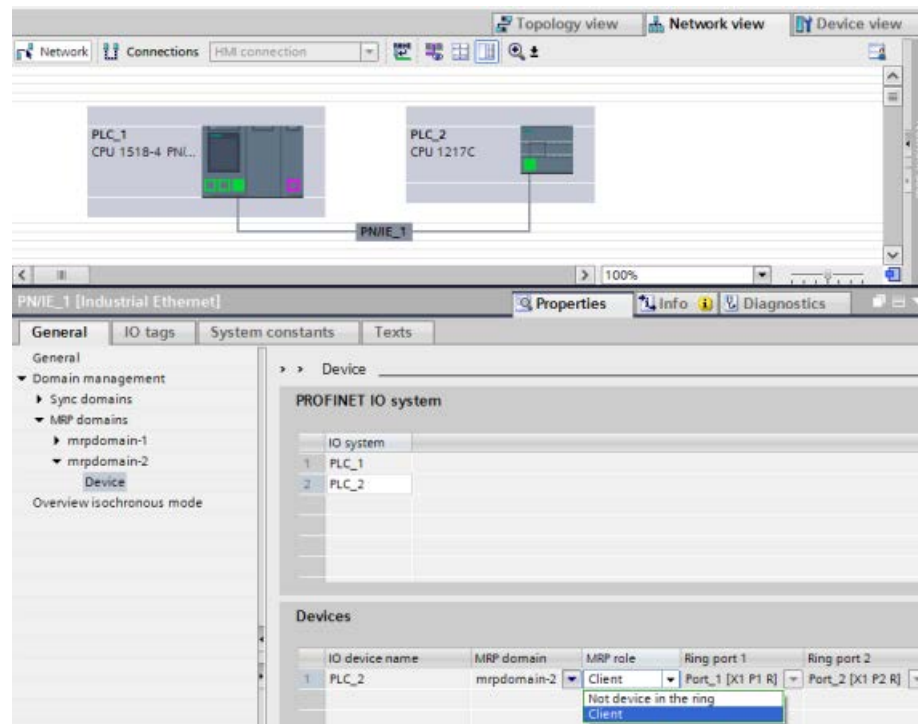 Topology view
Network view
Device view
Network
Connections
HMI connection
PLC_1
CPU 1518-4 PN/...
PLC_2
CPU 1217C
PN/IE_1
100%
PN/IE_1 [Industrial Ethernet]
Properties
Info
Diagnostics
General
IO tags
System constants
Texts
General
Domain management
Sync domains
MRP domains
mrpdomain-1
mrpdomain-2
Device
Overview isochronous mode
> > Device
PROFINET IO system
IO system
1 PLC_1
2 PLC_2
Devices
IO device name MRP domain MRP role Ring port 1 Ring port 2
1 PLC_2 mrpdomain-2 Client Port_1 [X1 P1 R] Port_2 [X1 P2 R]
Not device in the ring
Client